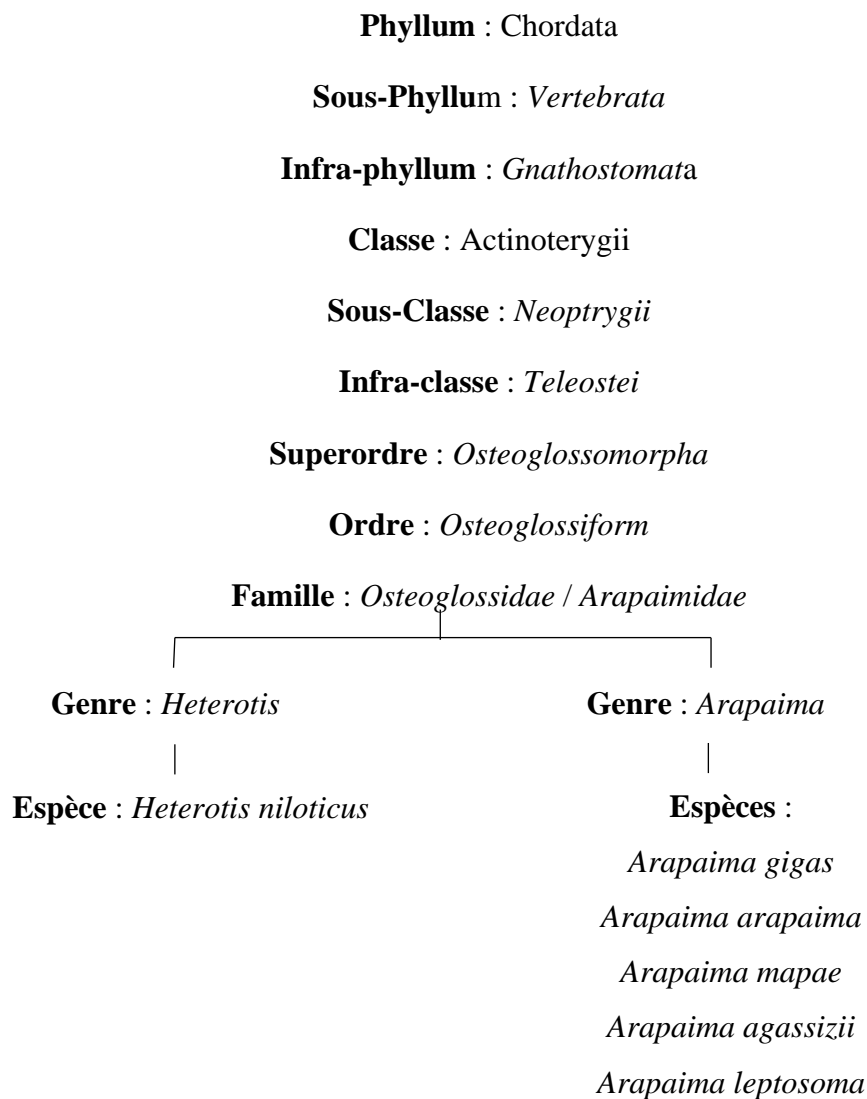 Phyllum : Chordata
Sous-Phyllum : Vertebrata
Infra-phyllum : Gnathostomata
Classe : Actinoterygii
Sous-Classe : Neoptrygii
Infra-classe : Teleostei
Superordre : Osteoglossomorpha
Ordre : Osteoglossiform
Famille : Osteoglossidae / Arapaimidae
Genre : Heterotis
Genre : Arapaima
Espèce : Heterotis niloticus
Espèces :
Arapaima gigas
Arapaima arapaima
Arapaima mapae
Arapaima agassizii
Arapaima leptosoma